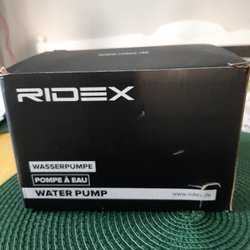 RIDEX
WASSERPUMPE
POMPE À EAU
WATER PUMP
www.ridex.de